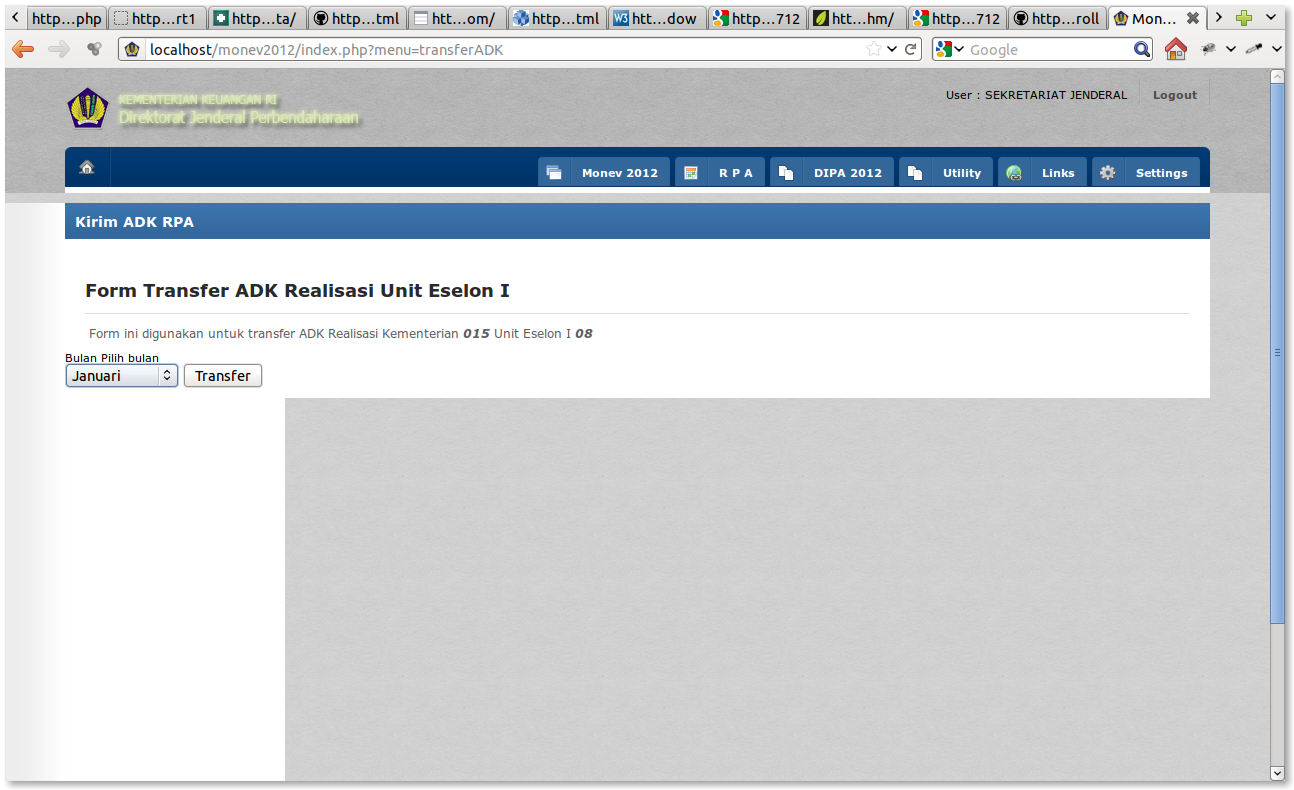 http...php http...rt1 http...ta/ http...tml htt...om/ http...tml htt...dow http...712 htt...hm/ http...712 http...roll Mon...
localhost/monev2012/index.php?menu=transferADK Google
KEMENTERIAN KEUANGAN RI
Direktorat Jenderal Perbendaharaan
User : SEKRETARIAT JENDERAL Logout
Monev 2012 R P A DIPA 2012 Utility Links Settings
Kirim ADK RPA
Form Transfer ADK Realisasi Unit Eselon I
Form ini digunakan untuk transfer ADK Realisasi Kementerian 015 Unit Eselon I 08
Bulan Pilih bulan
Januari Transfer